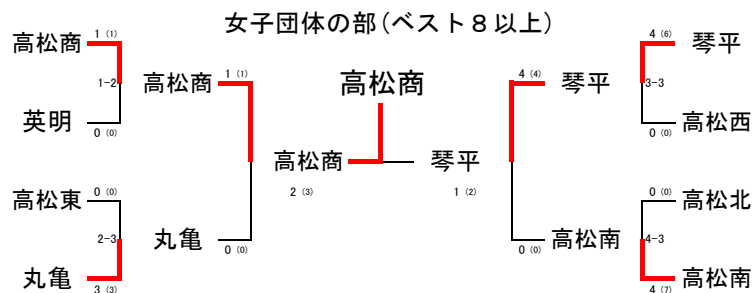 女子団体の部(ベスト８以上)
高松商
1 (1)
1-2
英明
0 (0)
高松東
0 (0)
2-3
丸亀
3 (3)
高松商
1 (1)
丸亀
0 (0)
高松商
高松商
2 (3)
琴平
1 (2)
4 (4)
琴平
0 (0)
高松南
4 (6)
琴平
3-3
0 (0)
高松西
0 (0)
高松北
4-3
4 (7)
高松南